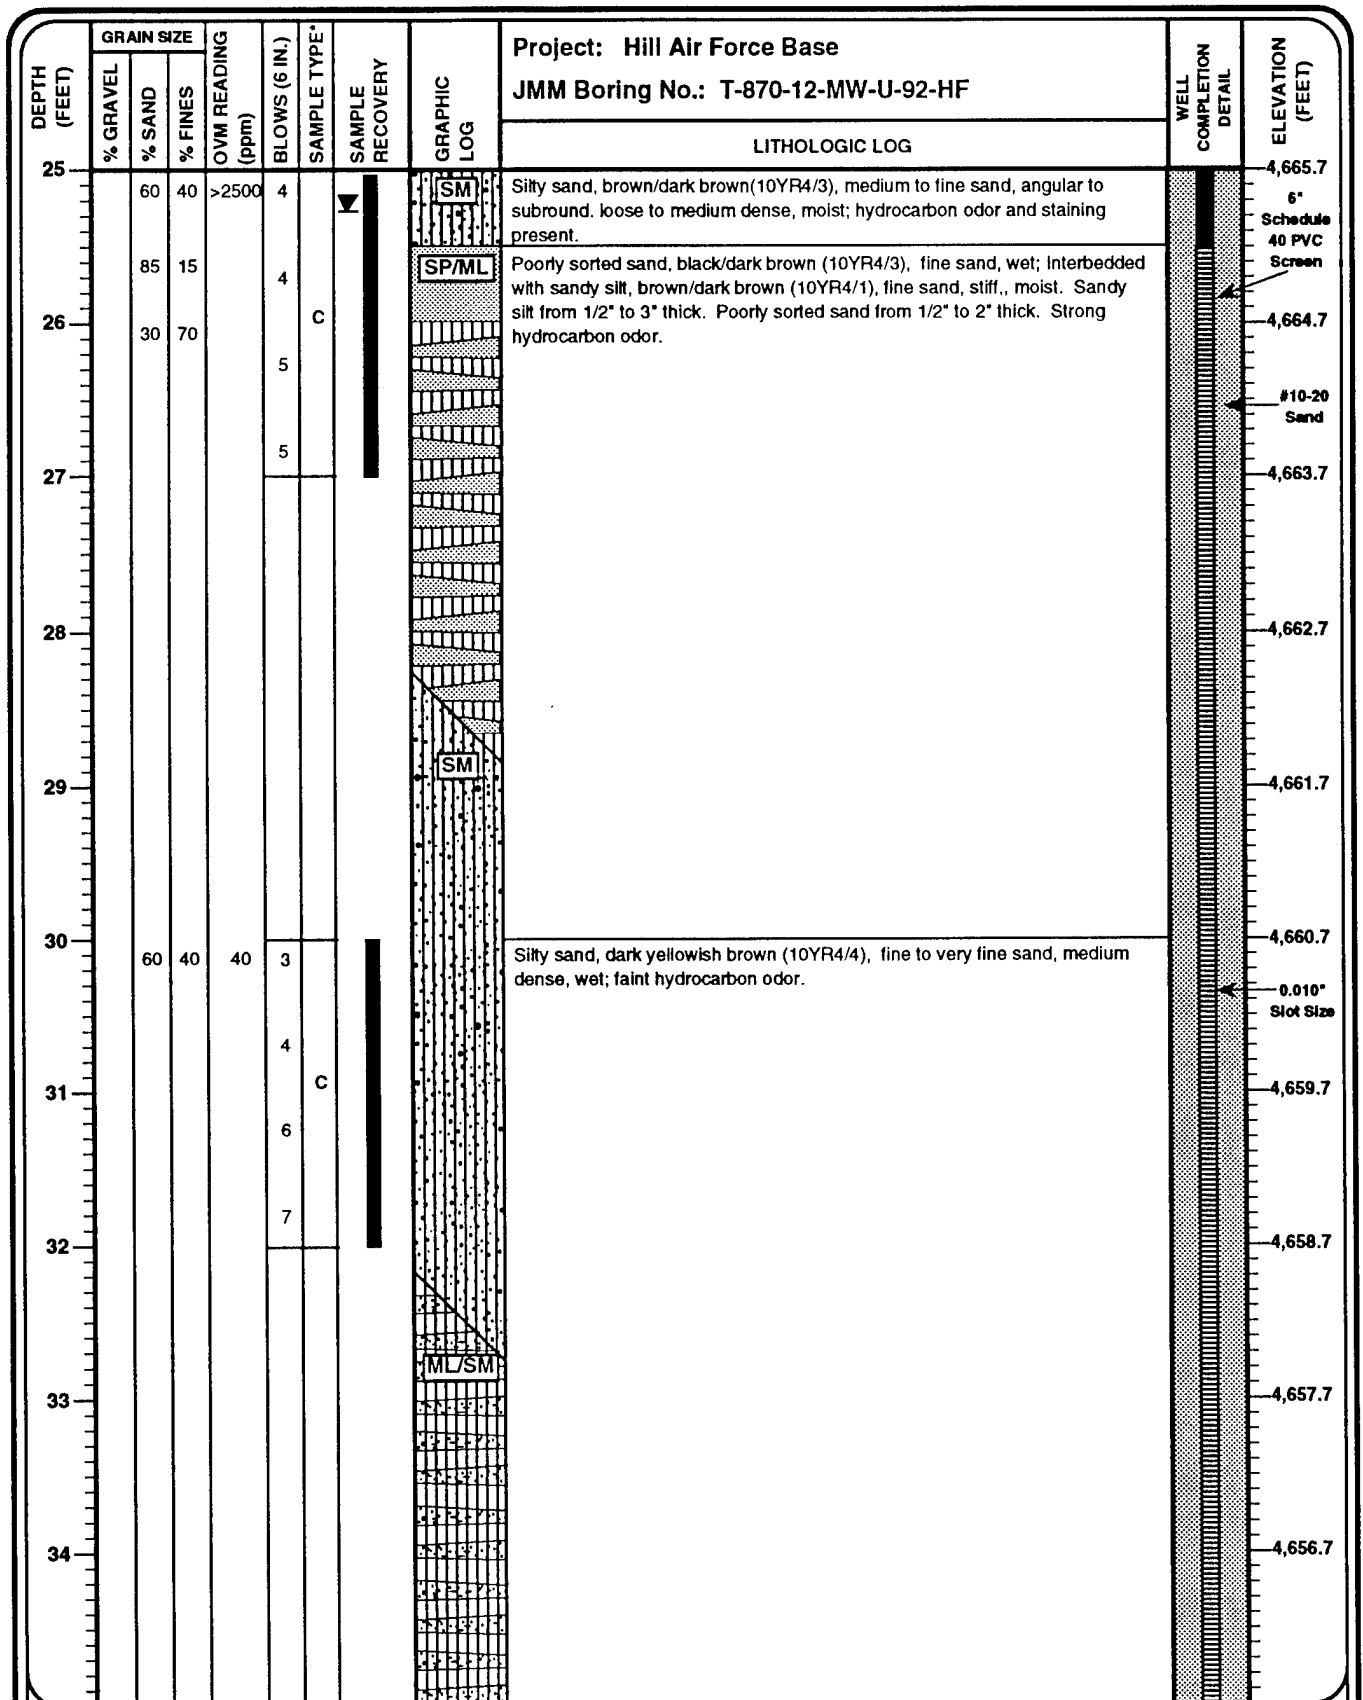 Project: Hill Air Force Base
JMM Boring No.: T-870-12-MW-U-92-HF
DEPTH (FEET)
GRAIN SIZE
% GRAVEL
% SAND
% FINES
OVM READING (ppm)
BLOWS (6 IN.)
SAMPLE TYPE*
SAMPLE RECOVERY
GRAPHIC LOG
LITHOLOGIC LOG
WELL COMPLETION DETAIL
ELEVATION (FEET)
25 4,665.7
60 40 >2500 4 SM
Silty sand, brown/dark brown(10YR4/3), medium to fine sand, angular to
subround. loose to medium dense, moist; hydrocarbon odor and staining
present.
6"
Schedule
40 PVC
Screen
85 15 4 SP/ML
Poorly sorted sand, black/dark brown (10YR4/3), fine sand, wet; interbedded
with sandy silt, brown/dark brown (10YR4/1), fine sand, stiff,, moist. Sandy
silt from 1/2" to 3" thick. Poorly sorted sand from 1/2" to 2" thick. Strong
hydrocarbon odor.
C
26 4,664.7
30 70
5
#10-20
Sand
5
27 4,663.7
28 4,662.7
SM
29 4,661.7
30 4,660.7
60 40 40 3
Silty sand, dark yellowish brown (10YR4/4), fine to very fine sand, medium
dense, wet; faint hydrocarbon odor.
0.010"
Slot Size
4
C
31 4,659.7
6
7
32 4,658.7
ML/SM
33 4,657.7
34 4,656.7